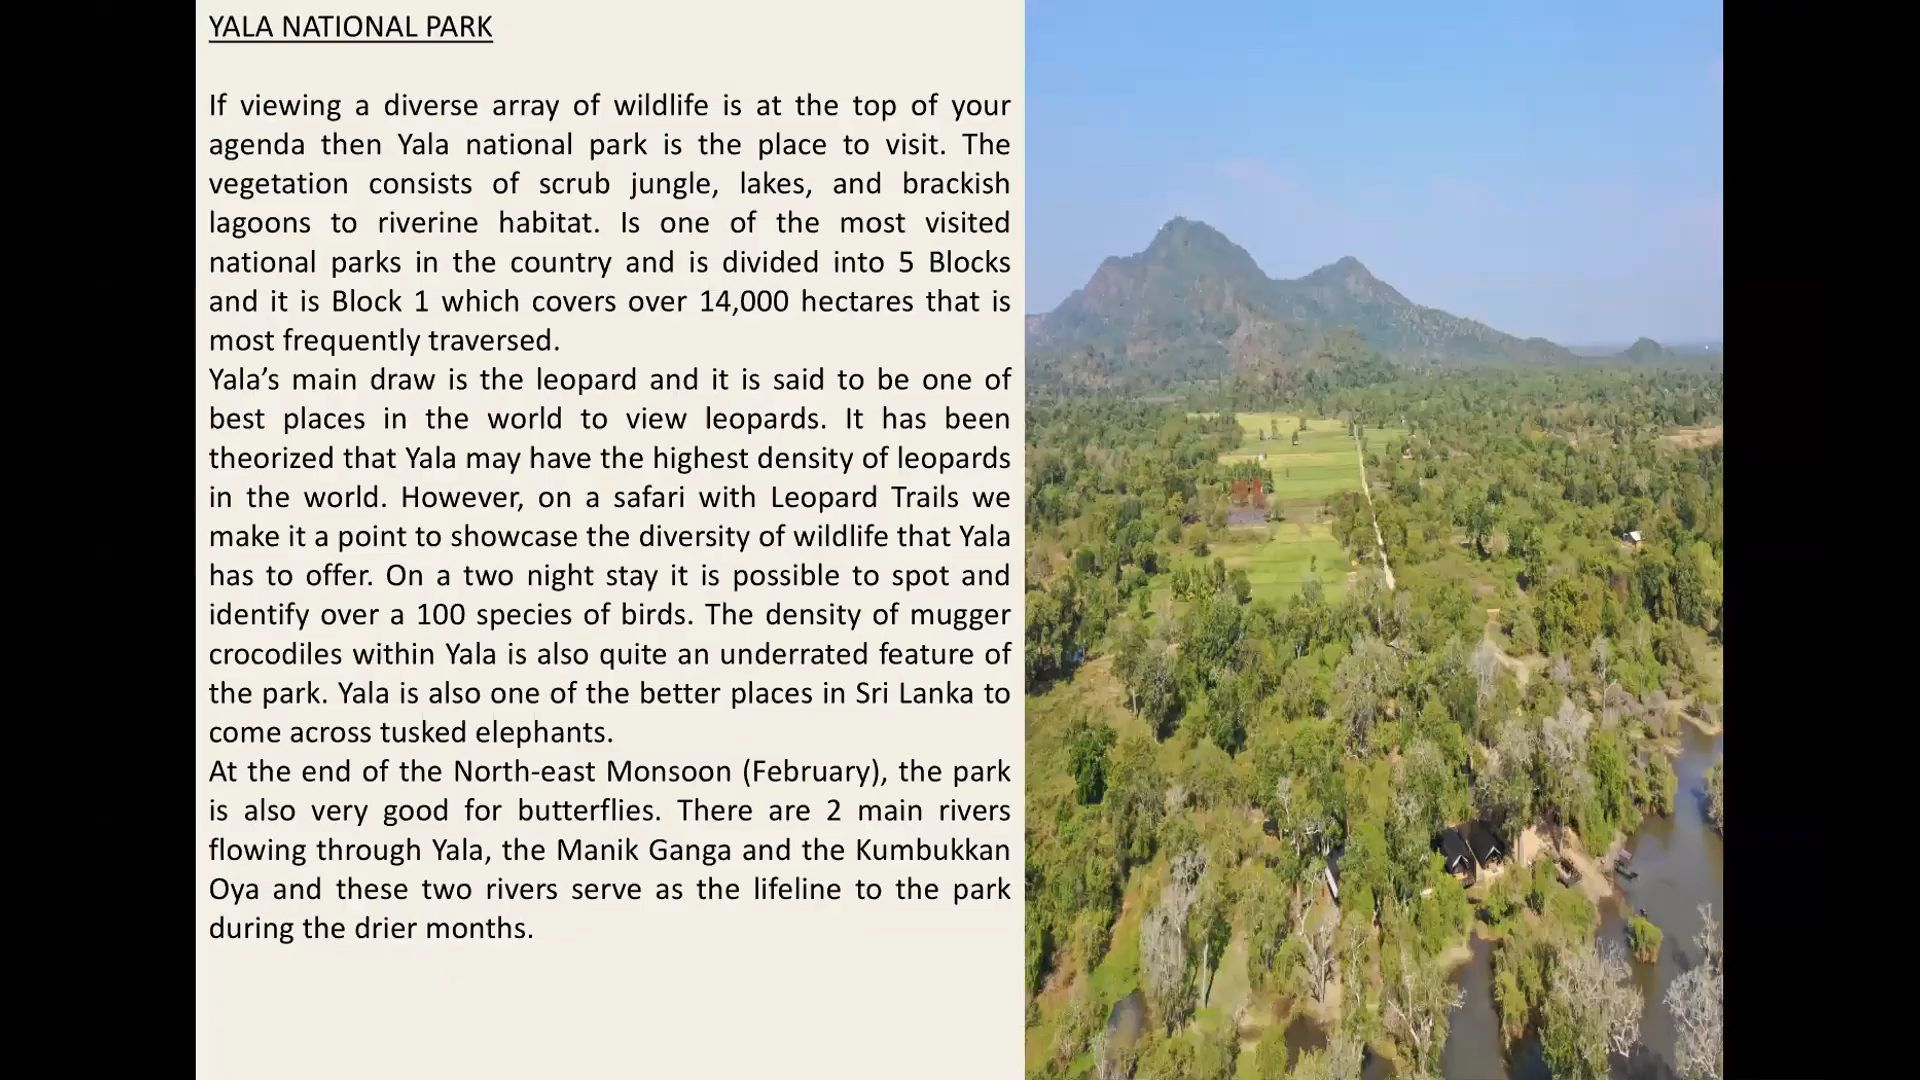 YALA NATIONAL PARK
If viewing a diverse array of wildlife is at the top of your
agenda then Yala national park is the place to visit. The
vegetation consists of scrub jungle, lakes, and brackish
lagoons to riverine habitat. Is one of the most visited
national parks in the country and is divided into 5 Blocks
and it is Block 1 which covers over 14,000 hectares that is
most frequently traversed.
Yala’s main draw is the leopard and it is said to be one of
best places in the world to view leopards. It has been
theorized that Yala may have the highest density of leopards
in the world. However, on a safari with Leopard Trails we
make it a point to showcase the diversity of wildlife that Yala
has to offer. On a two night stay it is possible to spot and
identify over a 100 species of birds. The density of mugger
crocodiles within Yala is also quite an underrated feature of
the park. Yala is also one of the better places in Sri Lanka to
come across tusked elephants.
At the end of the North-east Monsoon (February), the park
is also very good for butterflies. There are 2 main rivers
flowing through Yala, the Manik Ganga and the Kumbukkan
Oya and these two rivers serve as the lifeline to the park
during the drier months.